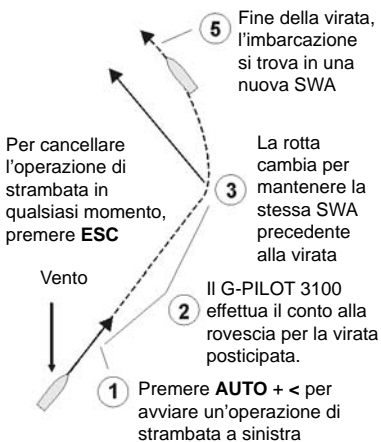 5
Fine della virata,
l'imbarcazione
si trova in una
nuova SWA
Per cancellare
l'operazione di
strambata in
qualsiasi momento,
premere ESC
3
La rotta
cambia per
mantenere la
stessa SWA
precedente
alla virata
Vento
2
Il G-PILOT 3100
effettua il conto alla
rovescia per la virata
posticipata.
1
Premere AUTO + < per
avviare un'operazione di
strambata a sinistra